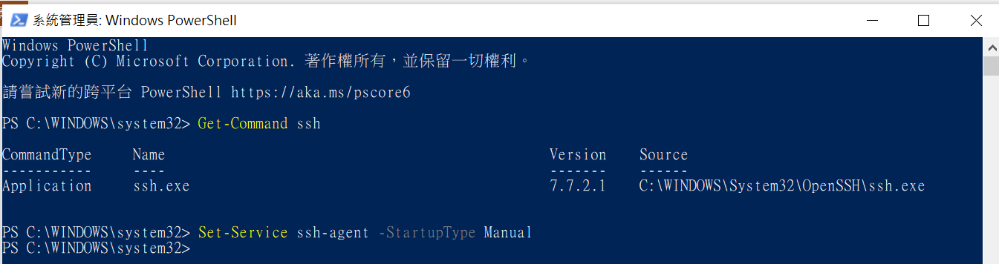 系統管理員: Windows PowerShell
Windows PowerShell
Copyright (C) Microsoft Corporation. 著作權所有，並保留一切權利。
請嘗試新的跨平台 PowerShell https://aka.ms/pscore6
PS C:\WINDOWS\system32> Get-Command ssh
CommandType     Name                                               Version    Source
-----------     ----                                               -------    ------
Application     ssh.exe                                            7.7.2.1    C:\WINDOWS\System32\OpenSSH\ssh.exe
PS C:\WINDOWS\system32> Set-Service ssh-agent -StartupType Manual
PS C:\WINDOWS\system32>